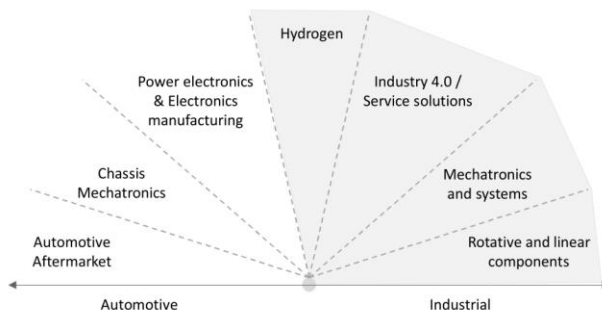 Hydrogen
Power electronics
& Electronics
manufacturing
Industry 4.0 /
Service solutions
Chassis
Mechatronics
Mechatronics
and systems
Automotive
Aftermarket
Rotative and linear
components
Automotive
Industrial